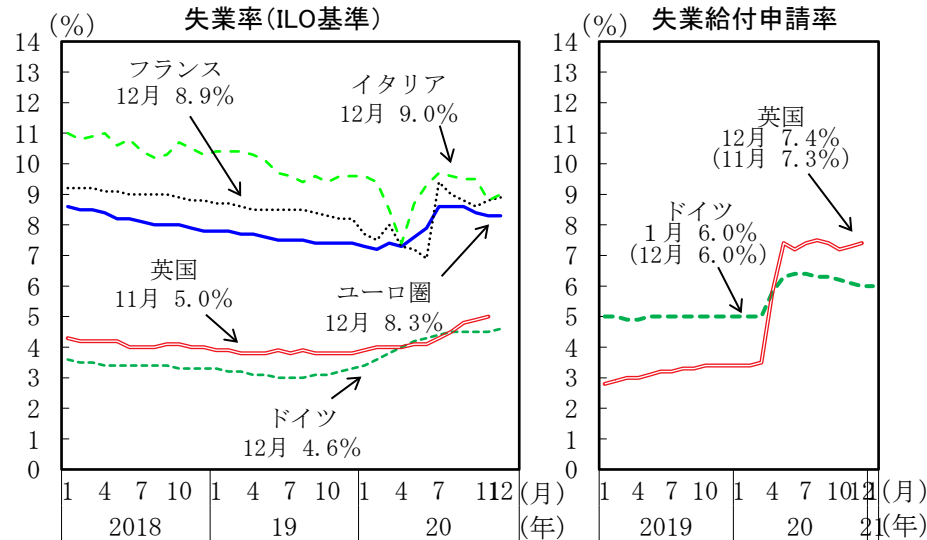 失業率（ILO基準）
(%)
14
13
12
11
10
9
8
7
6
5
4
3
2
1
0
フランス
12月 8.9%
イタリア
12月 9.0%
英国
11月 5.0%
ユーロ圏
12月 8.3%
ドイツ
12月 4.6%
1 4 7 10 1 4 7 10 1 4 7 1112 (月)
2018 19 20 (年)
失業給付申請率
(%)
14
13
12
11
10
9
8
7
6
5
4
3
2
1
0
英国
12月 7.4%
(11月 7.3%)
ドイツ
１月 6.0%
(12月 6.0%)
1 4 7 10 1 4 7 10 12 1 (月)
2019 20 21 (年)